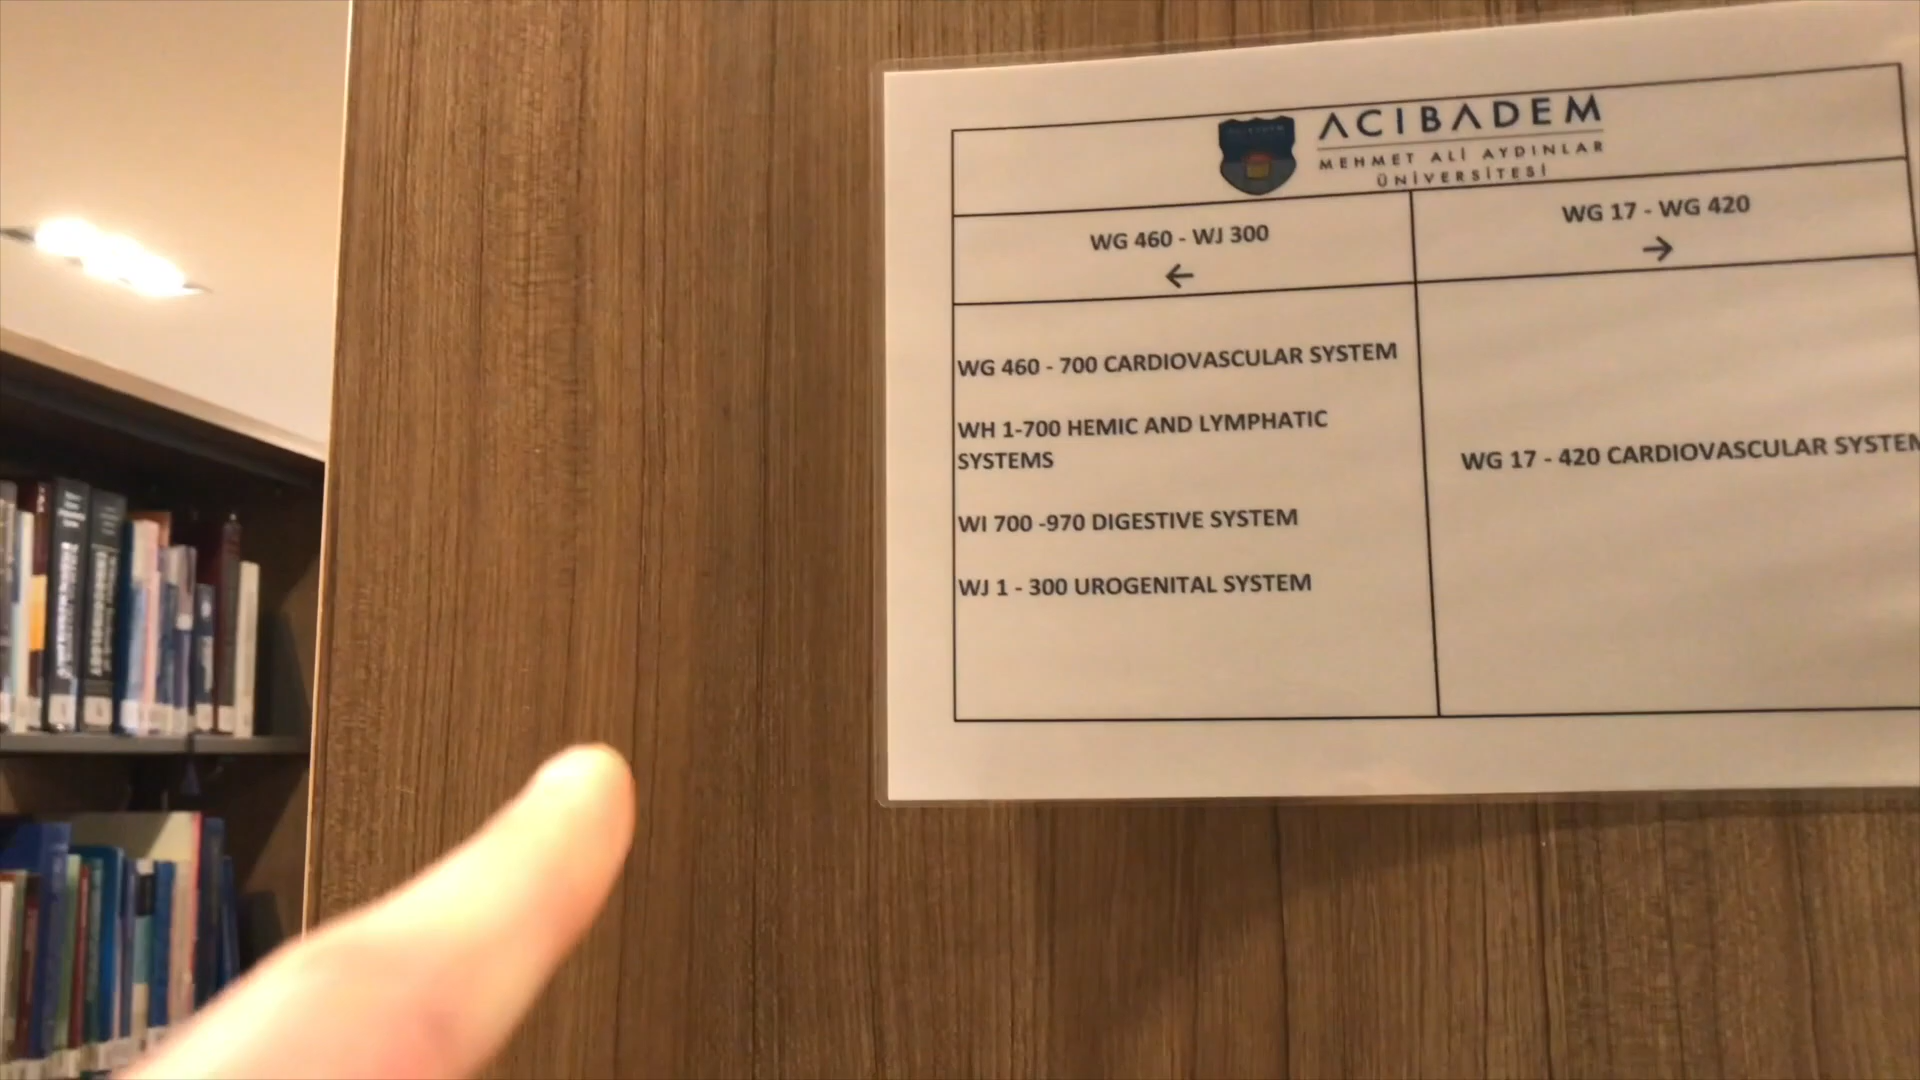 ACIBADEM
MEHMET ALİ AYDINLAR
ÜNİVERSİTESİ
WG 460 - WJ 300
←
WG 17 - WG 420
→
WG 460 - 700 CARDIOVASCULAR SYSTEM
WH 1-700 HEMIC AND LYMPHATIC
SYSTEMS
WI 700 -970 DIGESTIVE SYSTEM
WJ 1 - 300 UROGENITAL SYSTEM
WG 17 - 420 CARDIOVASCULAR SYSTEM